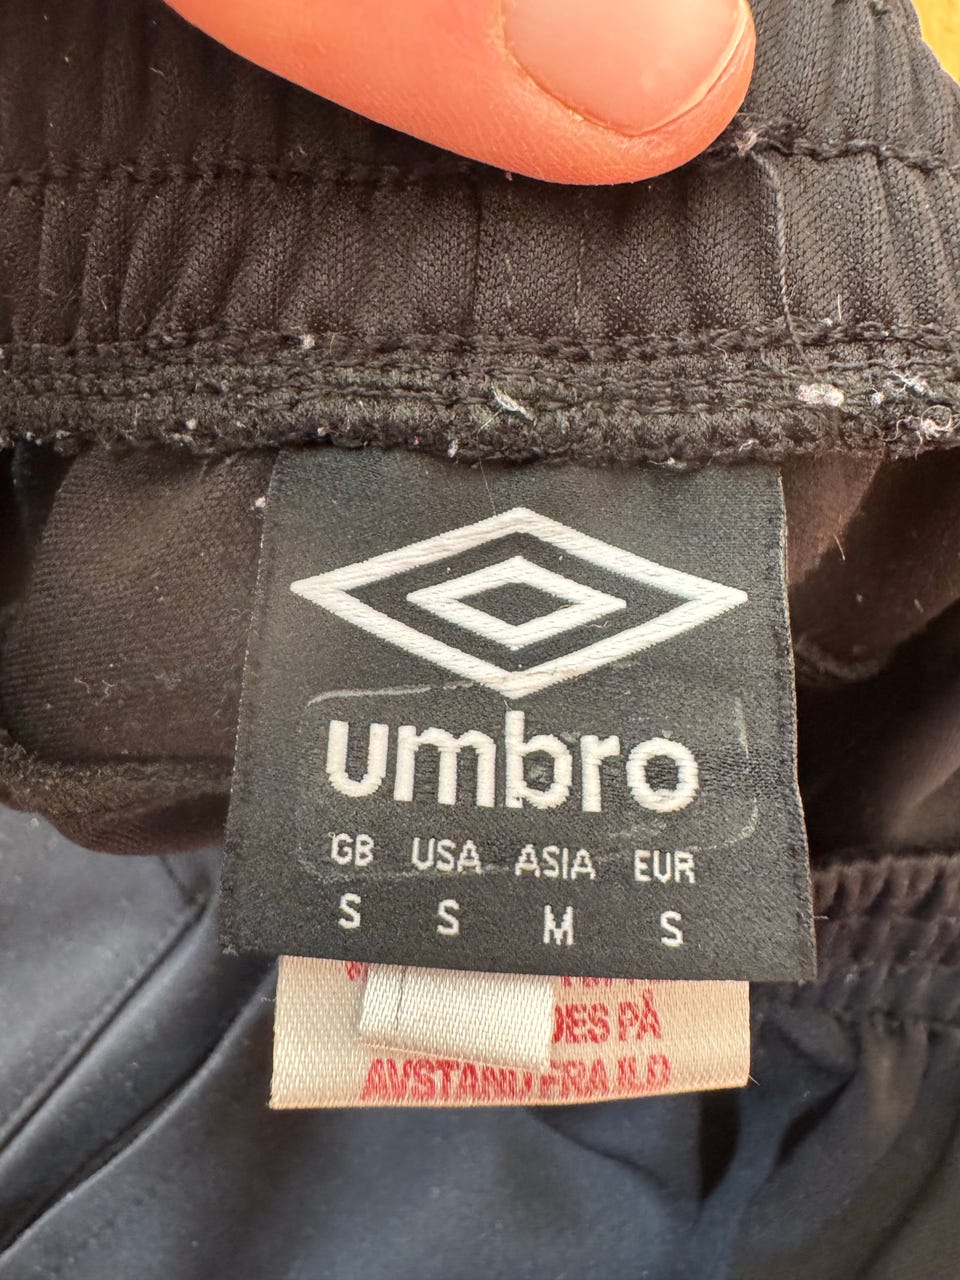 umbro
GB USA ASIA EUR
S S M S
DES PÅ
AVSTAND FRA ILD